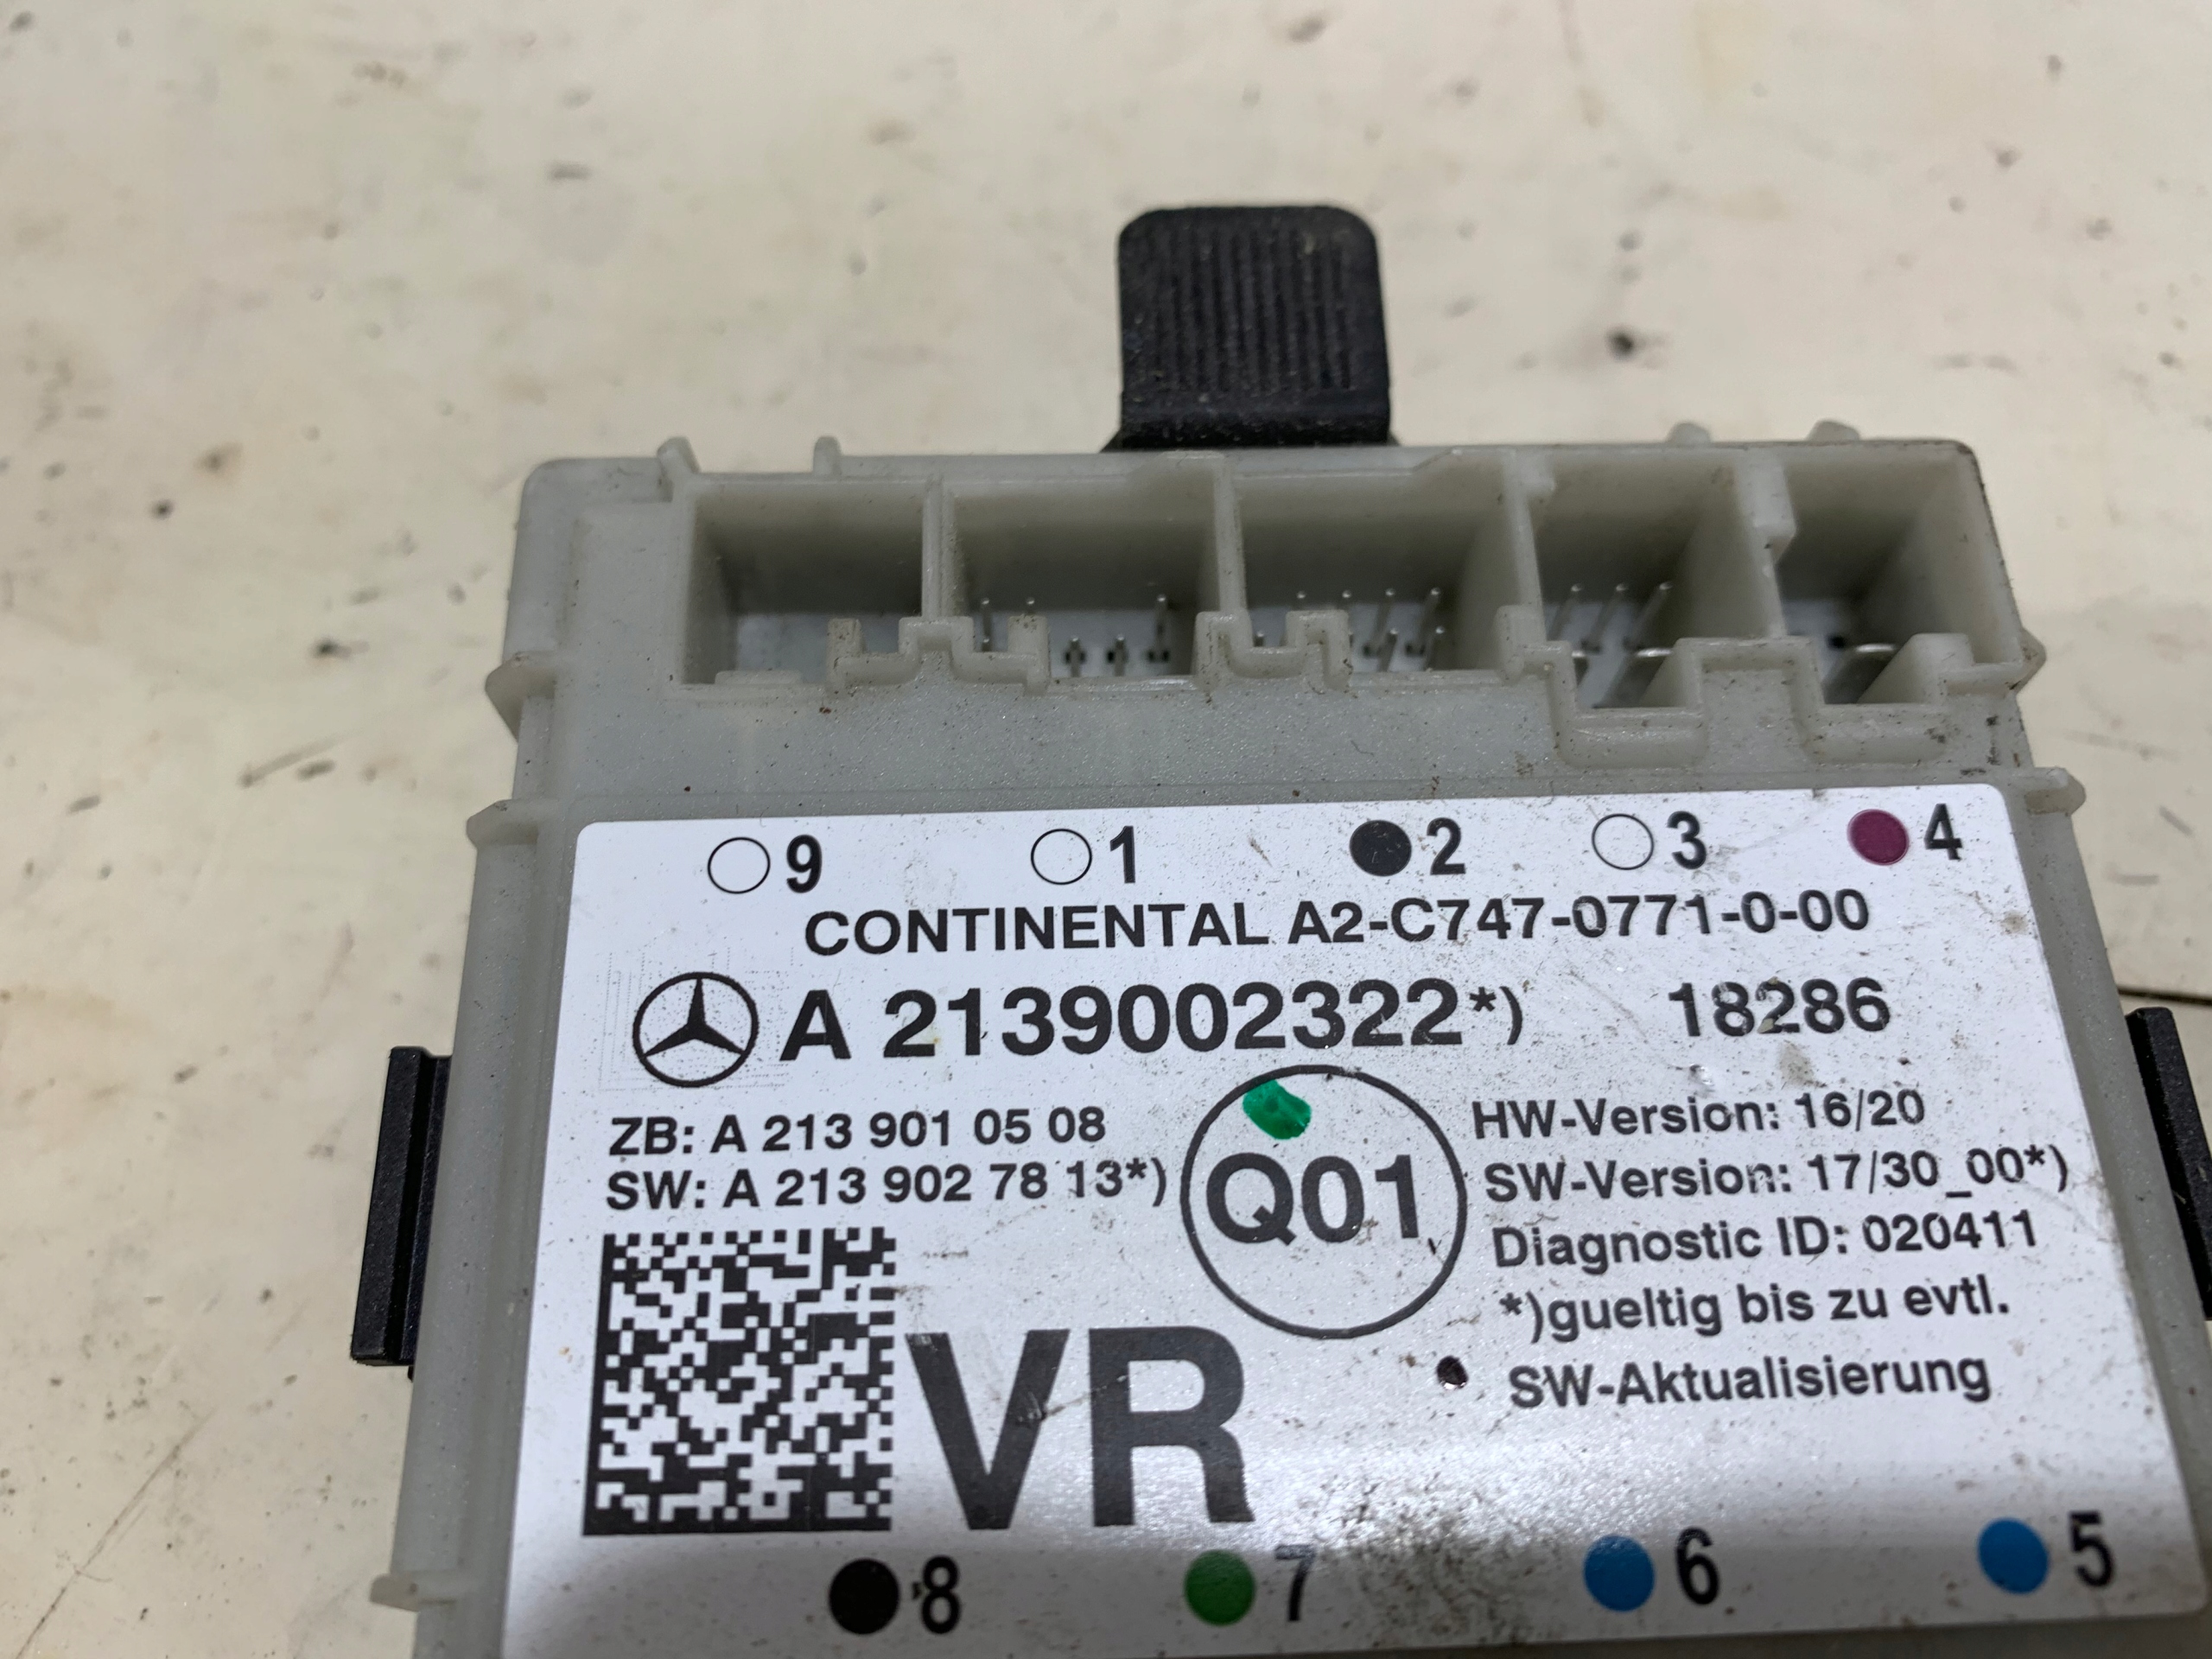 9 1 2 3 4
CONTINENTAL A2-C747-0771-0-00
A 2139002322*) 18286
ZB: A 213 901 05 08
SW: A 213 902 78 13*)
Q01
HW-Version: 16/20
SW-Version: 17/30_00*)
Diagnostic ID: 020411
*)gueltig bis zu evtl.
SW-Aktualisierung
VR
8 7 6 5